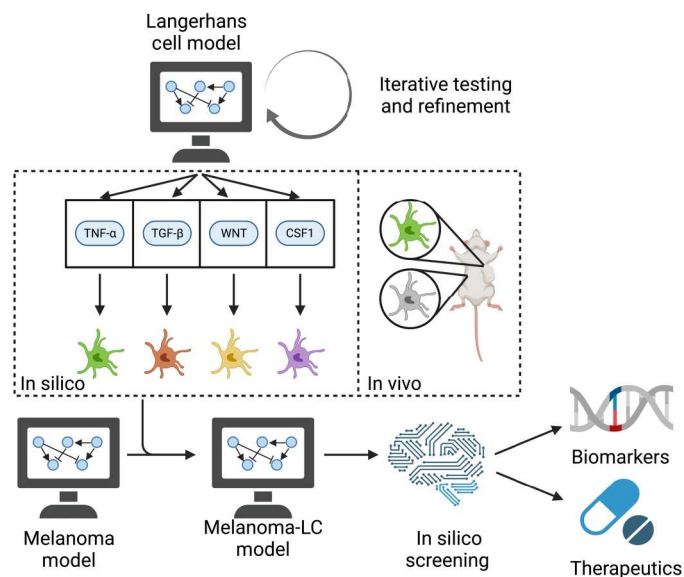 Langerhans
cell model
Iterative testing
and refinement
TNF-α
TGF-β
WNT
CSF1
In silico
In vivo
Melanoma
model
Melanoma-LC
model
In silico
screening
Biomarkers
Therapeutics